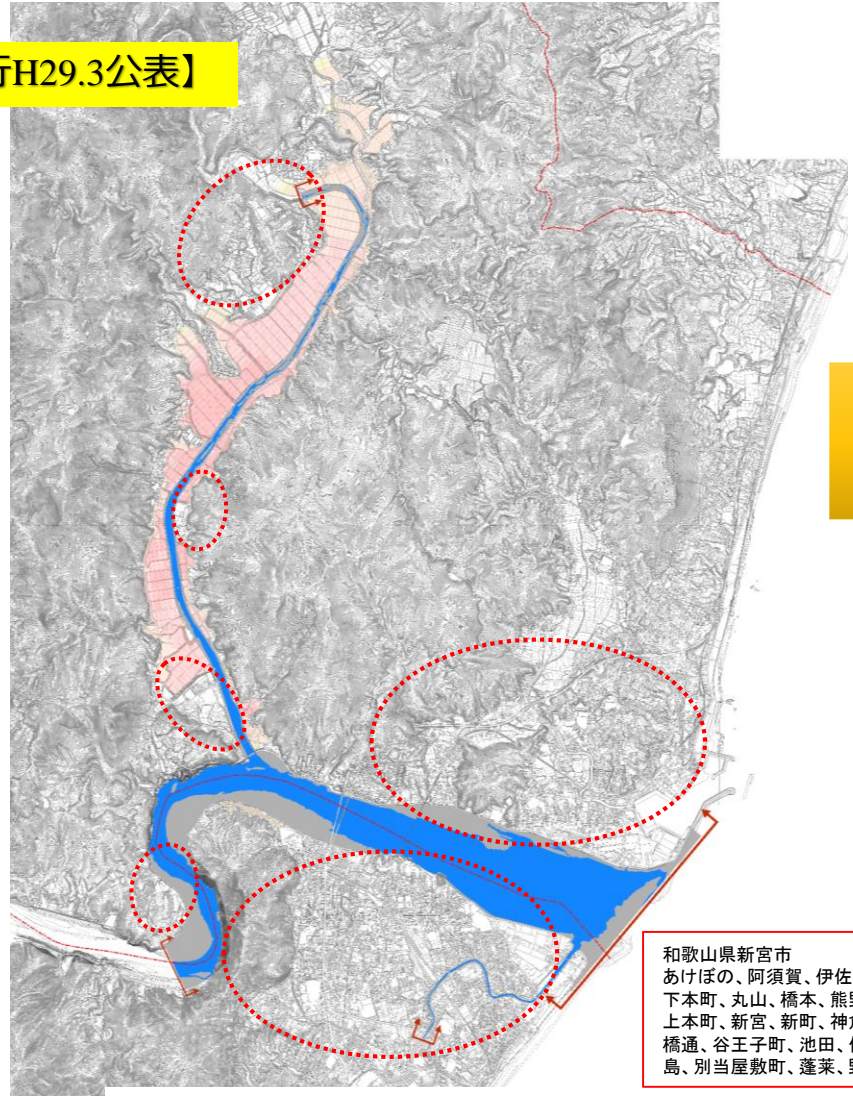 行H29.3公表】
和歌山県新宮市
あけぼの、阿須賀、伊佐
下本町、丸山、橋本、熊野
上本町、新宮、新町、神
橋通、谷王子町、池田、
島、別当屋敷町、蓬莱、